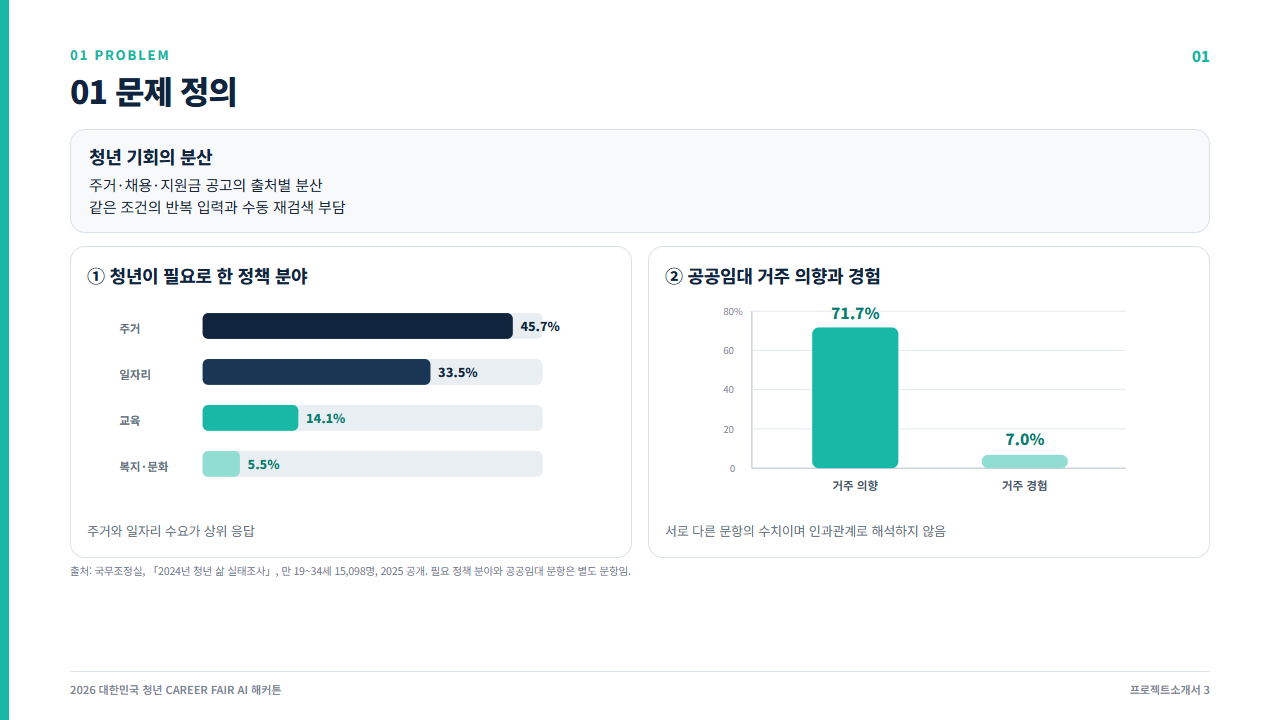 01 PROBLEM
01
01 문제 정의
청년 기회의 분산
주거·채용·지원금 공고의 출처별 분산
같은 조건의 반복 입력과 수동 재검색 부담
① 청년이 필요로 한 정책 분야
주거
45.7%
일자리
33.5%
교육
14.1%
복지·문화
5.5%
주거와 일자리 수요가 상위 응답
② 공공임대 거주 의향과 경험
80%
60
40
20
0
71.7%
7.0%
거주 의향
거주 경험
서로 다른 문항의 수치이며 인과관계로 해석하지 않음
출처: 국무조정실, 「2024년 청년 삶 실태조사」, 만 19~34세 15,098명, 2025 공개. 필요 정책 분야와 공공임대 문항은 별도 문항임.
2026 대한민국 청년 CAREER FAIR AI 해커톤
프로젝트소개서 3